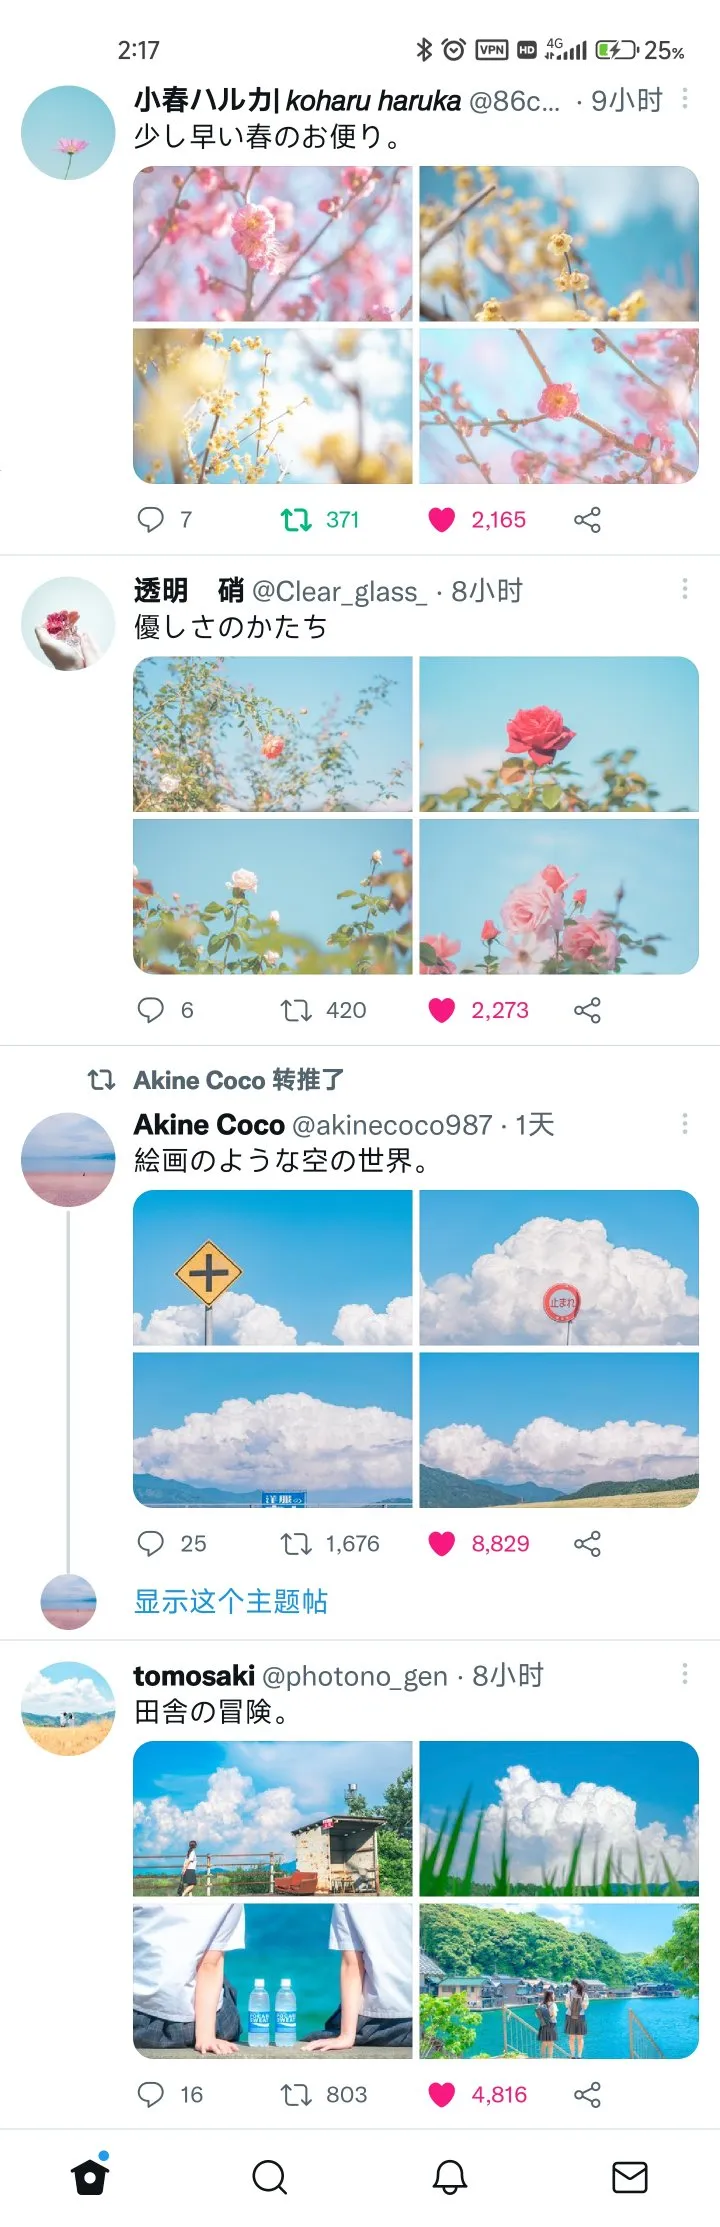 2:17 VPN HD 4G 25%
小春ハルカ| koharu haruka @86c... · 9小时
少し早い春のお便り。
7 371 2,165
透明　硝 @Clear_glass_ · 8小时
優しさのかたち
6 420 2,273
Akine Coco 转推了
Akine Coco @akinecoco987 · 1天
絵画のような空の世界。
止まれ
洋服の
25 1,676 8,829
显示这个主题帖
tomosaki @photono_gen · 8小时
田舎の冒険。
POCARI SWEAT POCARI SWEAT
16 803 4,816